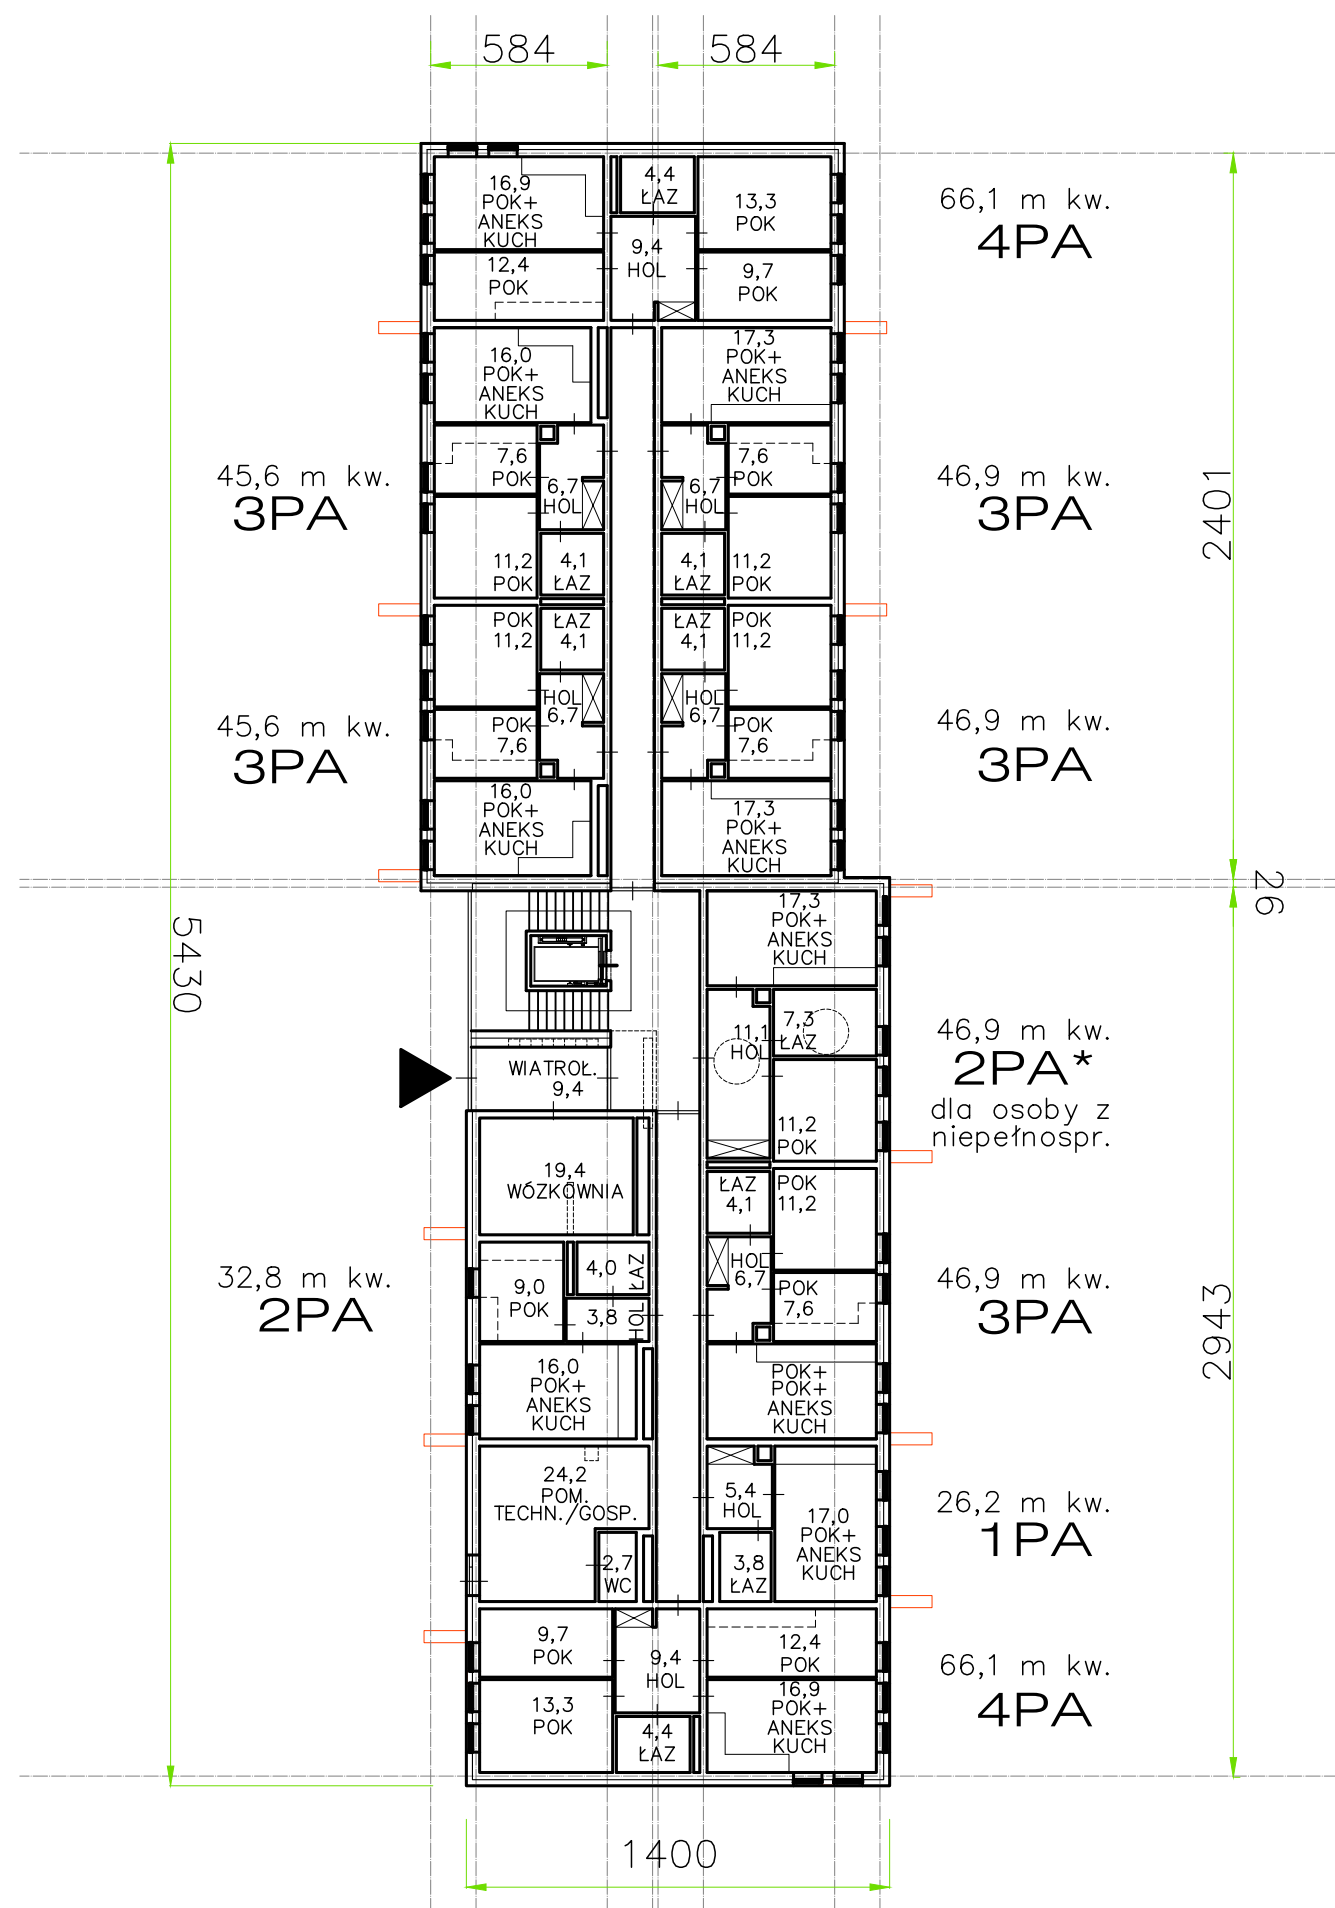 584
584
16,9
POK+
ANEKS
KUCH
4,4
ŁAZ
13,3
POK
66,1 m kw.
4PA
9,4
HOL
12,4
POK
9,7
POK
16,0
POK+
ANEKS
KUCH
17,3
POK+
ANEKS
KUCH
45,6 m kw.
3PA
7,6
POK
6,7
HOL
6,7
HOL
7,6
POK
46,9 m kw.
3PA
2401
11,2
POK
4,1
ŁAZ
4,1
ŁAZ
11,2
POK
POK
11,2
ŁAZ
4,1
ŁAZ
4,1
POK
11,2
45,6 m kw.
3PA
HOL
6,7
POK
7,6
HOL
6,7
POK
7,6
46,9 m kw.
3PA
16,0
POK+
ANEKS
KUCH
17,3
POK+
ANEKS
KUCH
26
5430
17,3
POK+
ANEKS
KUCH
11,1
HOL
7,3
ŁAZ
46,9 m kw.
2PA*
dla osoby z
niepełnospr.
WIATROŁ.
9,4
11,2
POK
19,4
WÓZKOWNIA
ŁAZ
4,1
POK
11,2
32,8 m kw.
2PA
9,0
POK
4,0
ŁAZ
3,8
HOL
HOL
6,7
POK
7,6
46,9 m kw.
3PA
2943
16,0
POK+
ANEKS
KUCH
POK+
POK+
ANEKS
KUCH
24,2
POM.
TECHN./GOSP.
2,7
WC
5,4
HOL
3,8
ŁAZ
17,0
POK+
ANEKS
KUCH
26,2 m kw.
1PA
9,7
POK
9,4
HOL
12,4
POK
66,1 m kw.
4PA
13,3
POK
4,4
ŁAZ
16,9
POK+
ANEKS
KUCH
1400